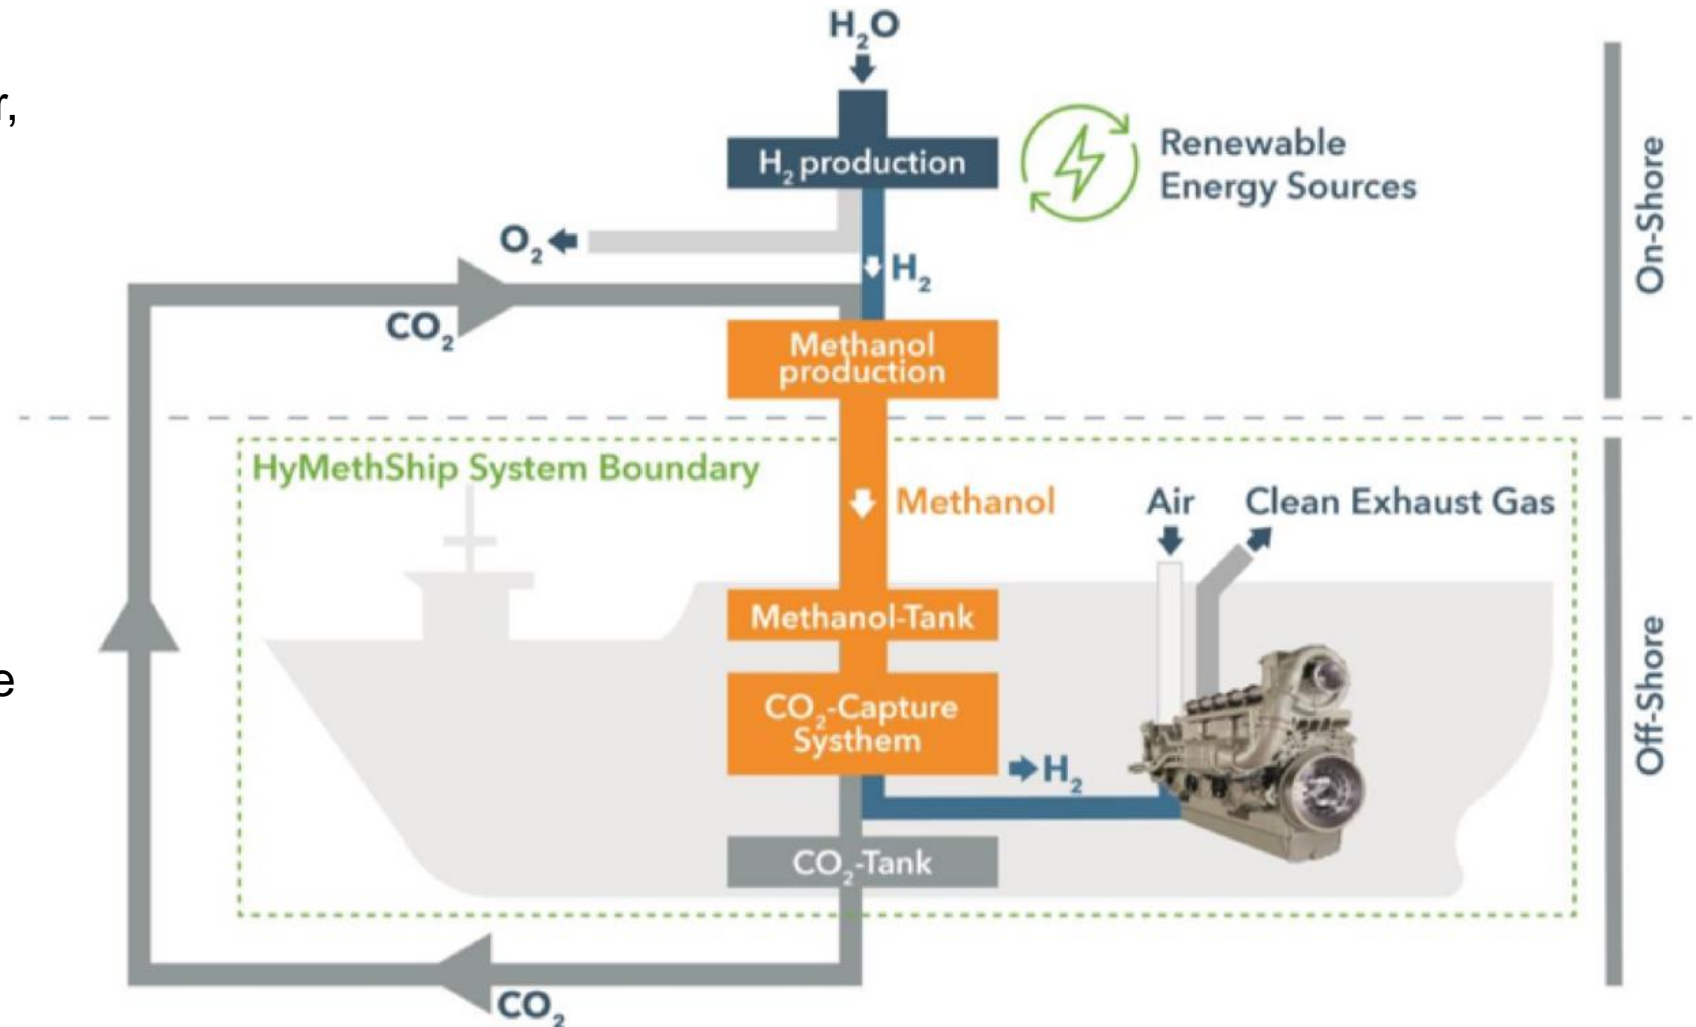 H₂O
r,
H₂ production
Renewable
Energy Sources
On-Shore
O₂
H₂
CO₂
Methanol
production
HyMethShip System Boundary
Methanol
Air
Clean Exhaust Gas
Methanol-Tank
e
CO₂-Capture
Systhem
Off-Shore
H₂
CO₂-Tank
CO₂